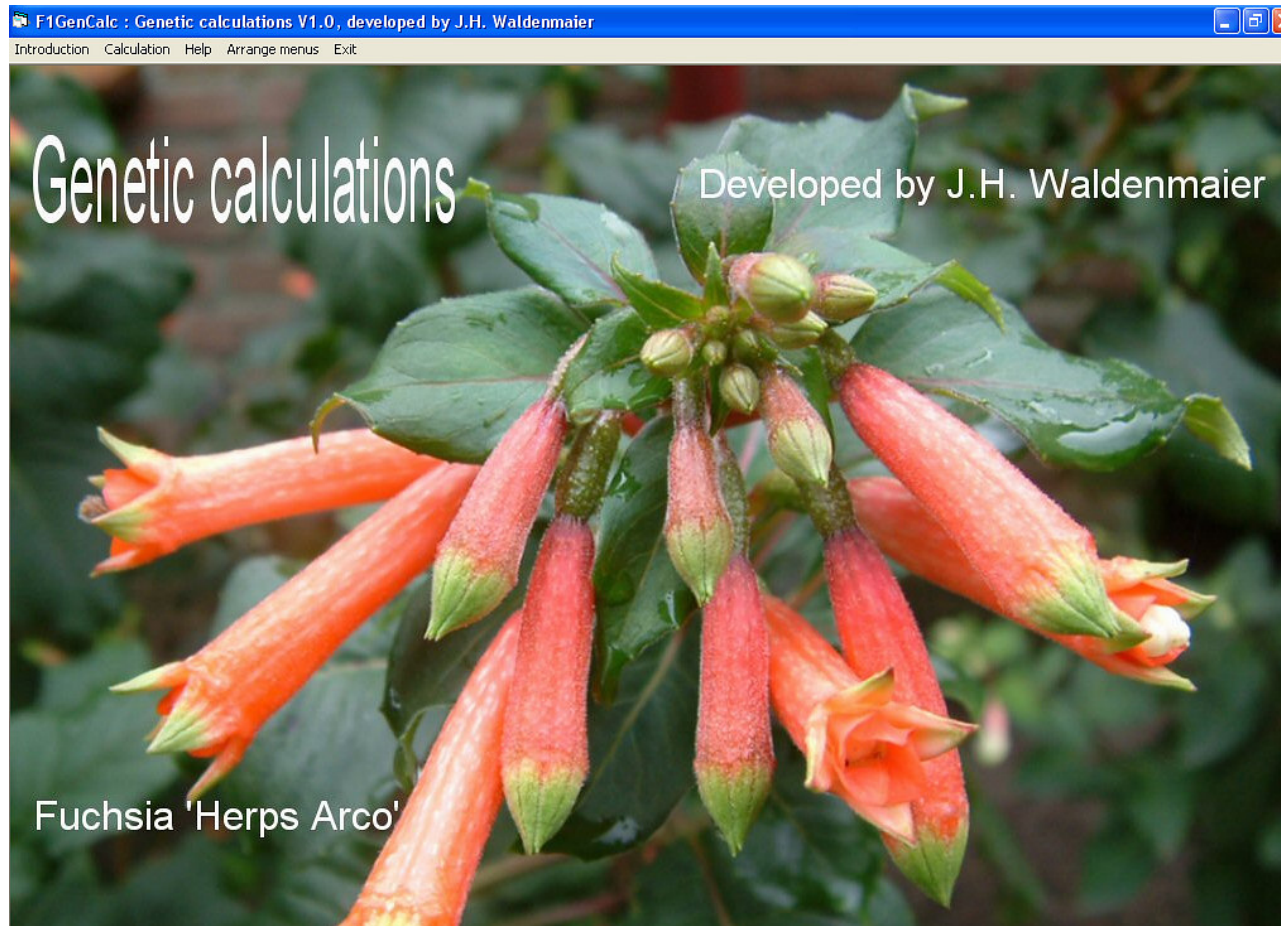 F1GenCalc : Genetic calculations V1.0, developed by J.H. Waldenmaier
Introduction Calculation Help Arrange menus Exit
Genetic calculations
Developed by J.H. Waldenmaier
Fuchsia 'Herps Arco'